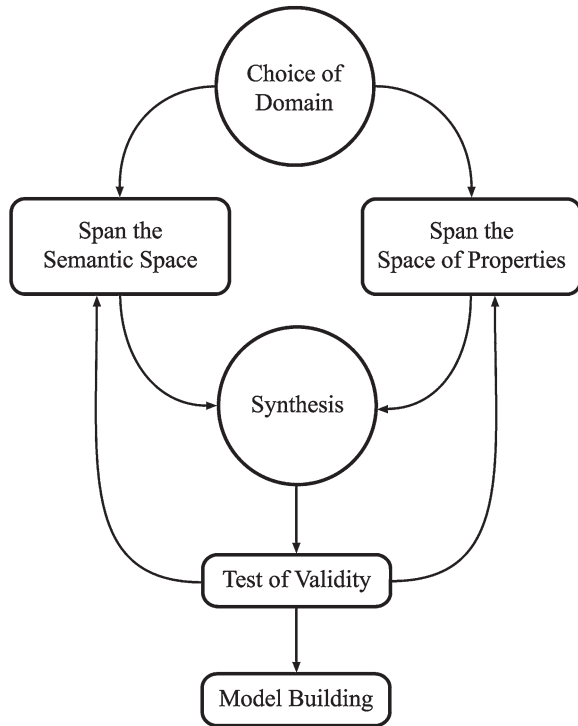 Choice of
Domain
Span the
Semantic Space
Span the
Space of Properties
Synthesis
Test of Validity
Model Building